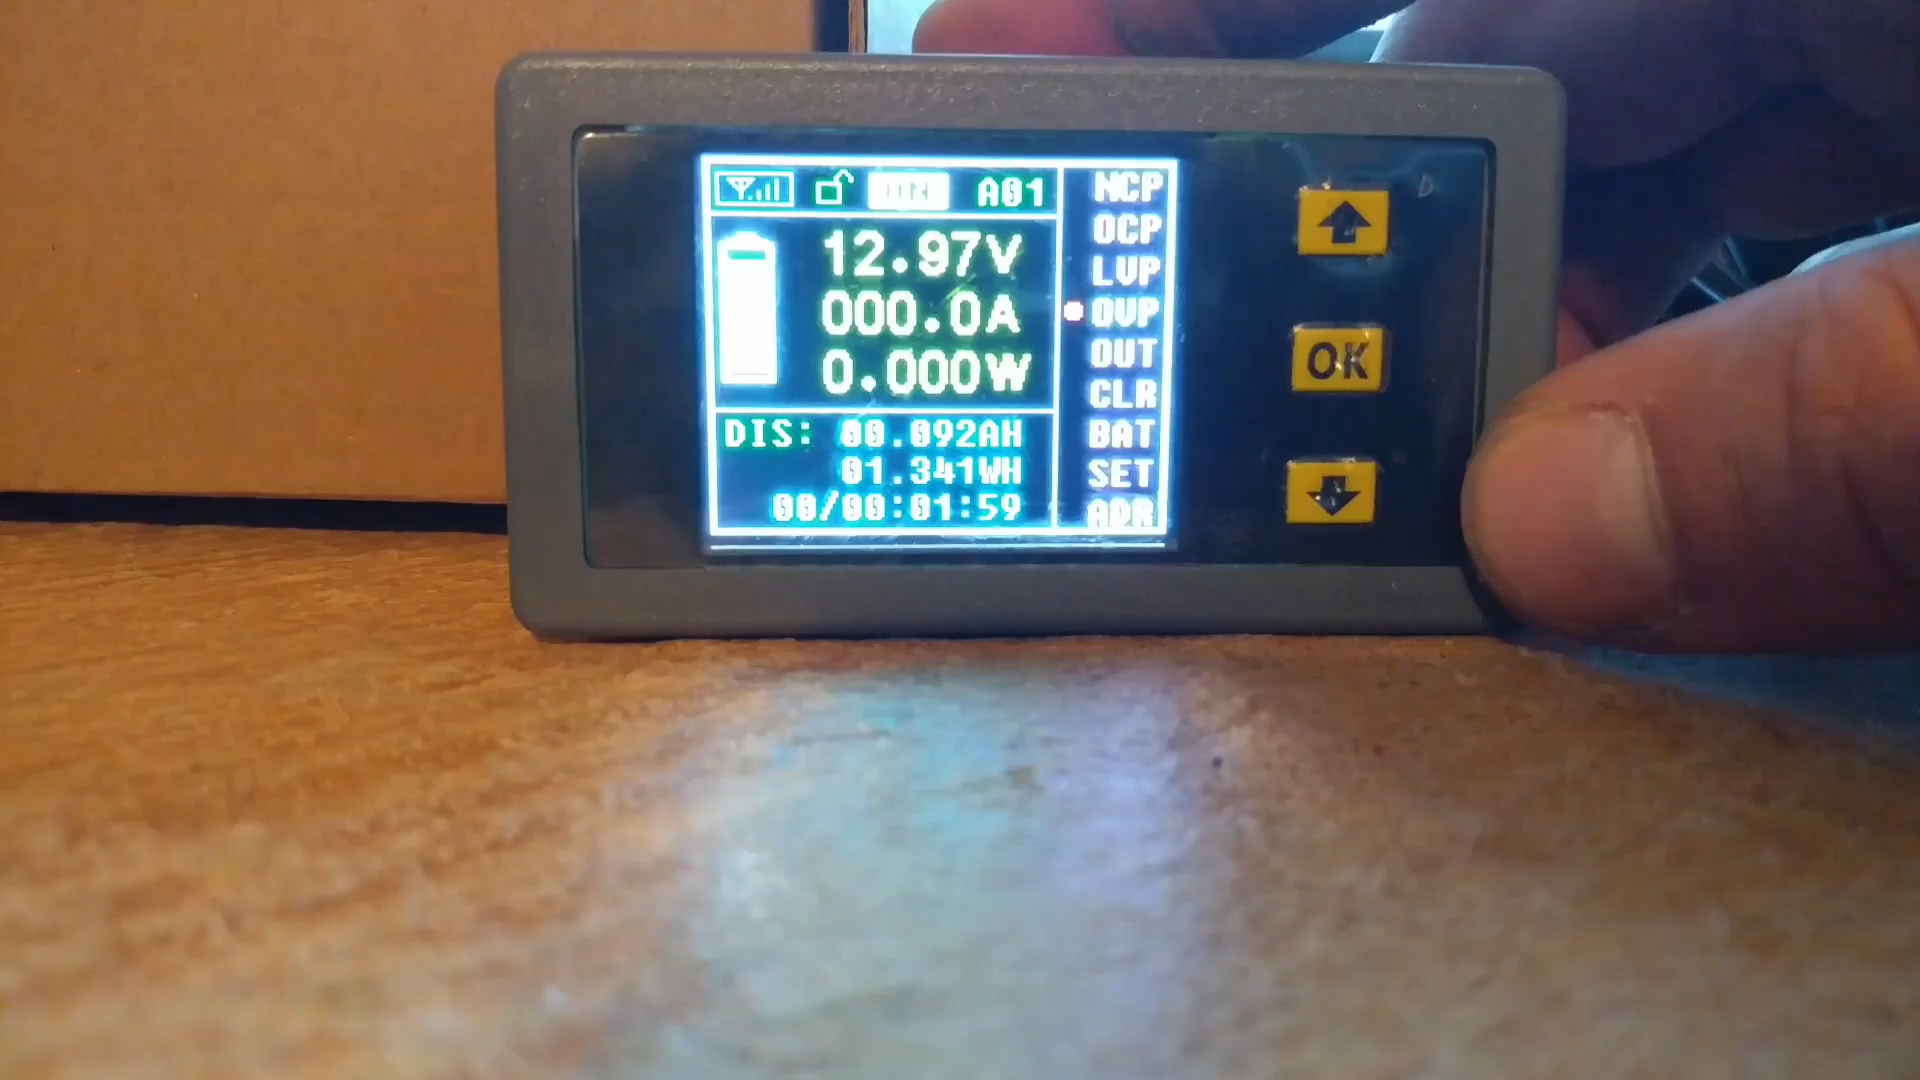 ON A01
12.97V
000.0A
0.000W
DIS: 00.092AH
01.341WH
00/00:01:59
NCP
OCP
LVP
OVP
OUT
CLR
BAT
SET
ADR
OK